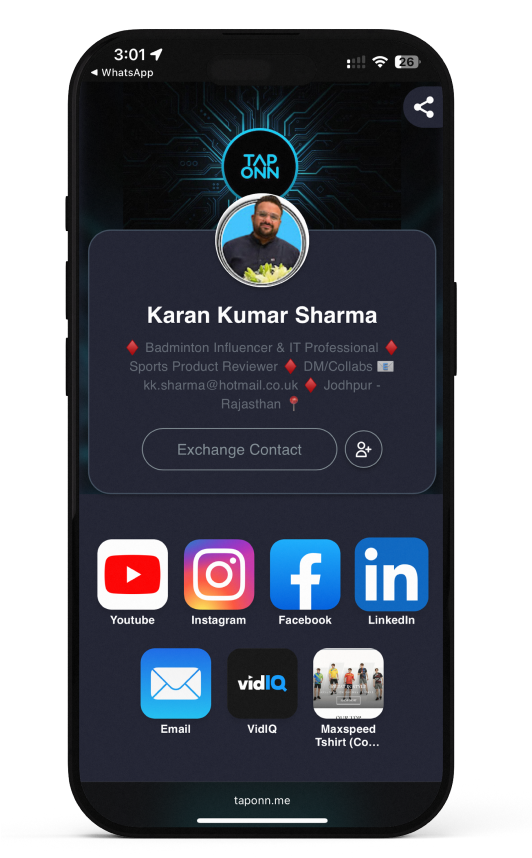 3:01
26
◀ WhatsApp
TAP
ONN
Karan Kumar Sharma
♦️ Badminton Influencer & IT Professional ♦️
Sports Product Reviewer ♦️ DM/Collabs 📧
kk.sharma@hotmail.co.uk ♦️ Jodhpur -
Rajasthan 📍
Exchange Contact
Youtube
Instagram
Facebook
in
LinkedIn
Email
vidIQ
VidIQ
Maxspeed
Tshirt (Co...
taponn.me